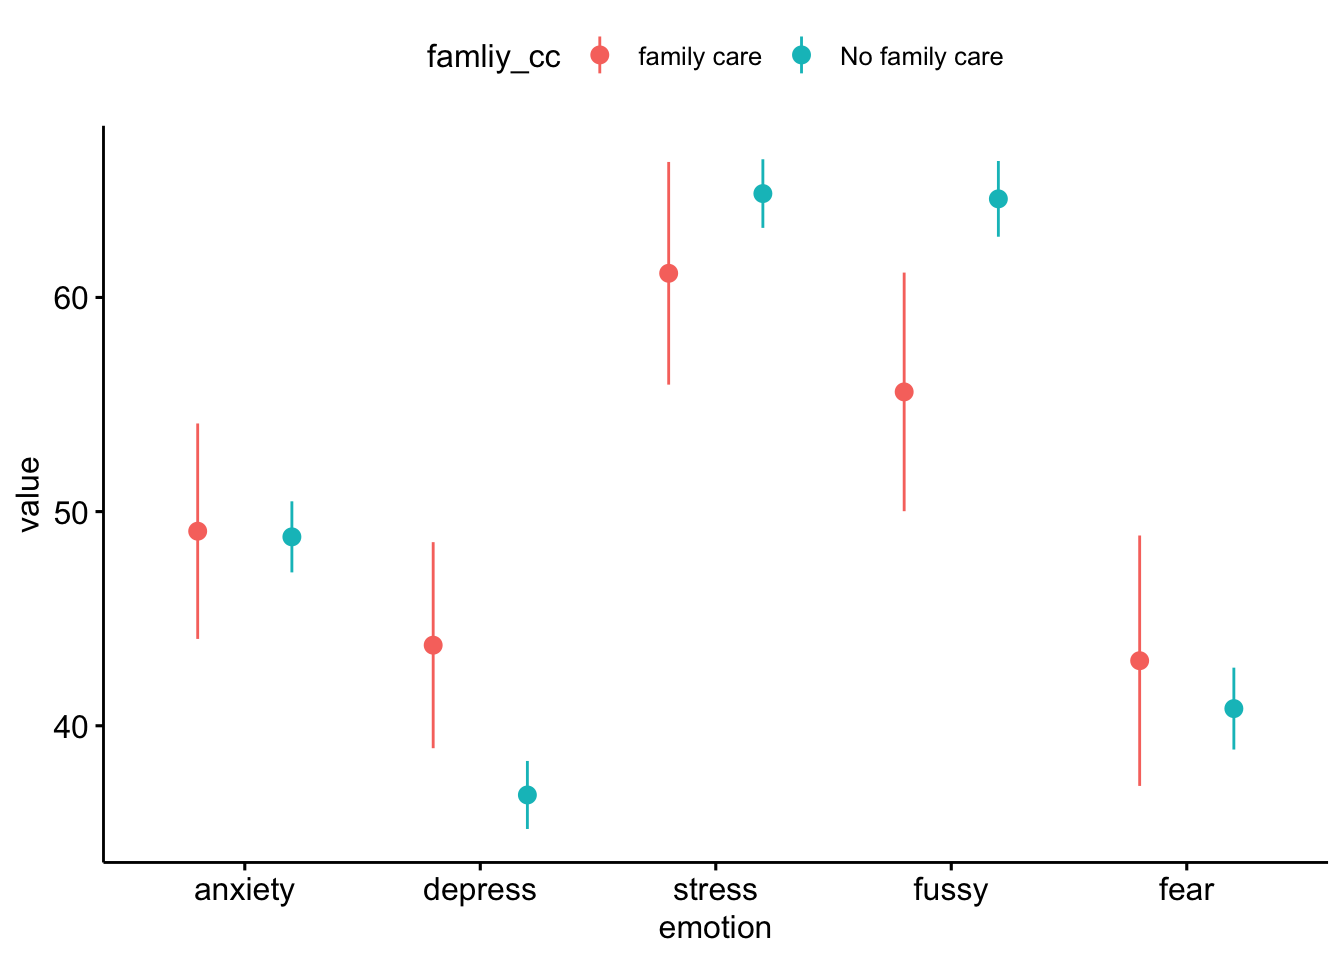 famliy_cc family care No family care
value
60
50
40
anxiety depress stress fussy fear
emotion